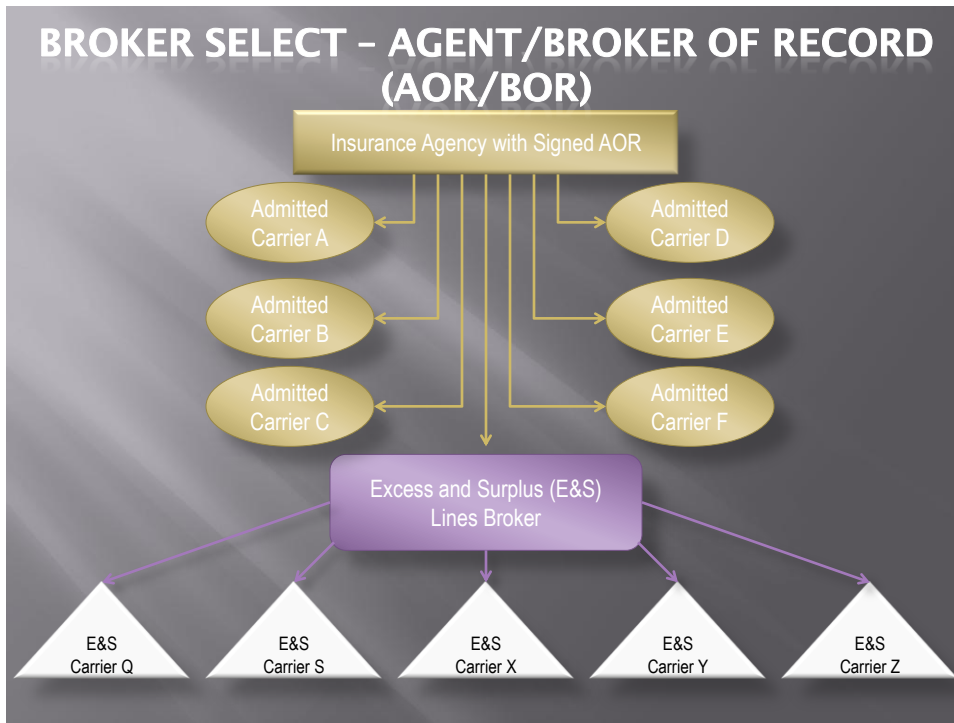 BROKER SELECT – AGENT/BROKER OF RECORD
(AOR/BOR)
Insurance Agency with Signed AOR
Admitted
Carrier A
Admitted
Carrier D
Admitted
Carrier B
Admitted
Carrier E
Admitted
Carrier C
Admitted
Carrier F
Excess and Surplus (E&S)
Lines Broker
E&S
Carrier Q
E&S
Carrier S
E&S
Carrier X
E&S
Carrier Y
E&S
Carrier Z